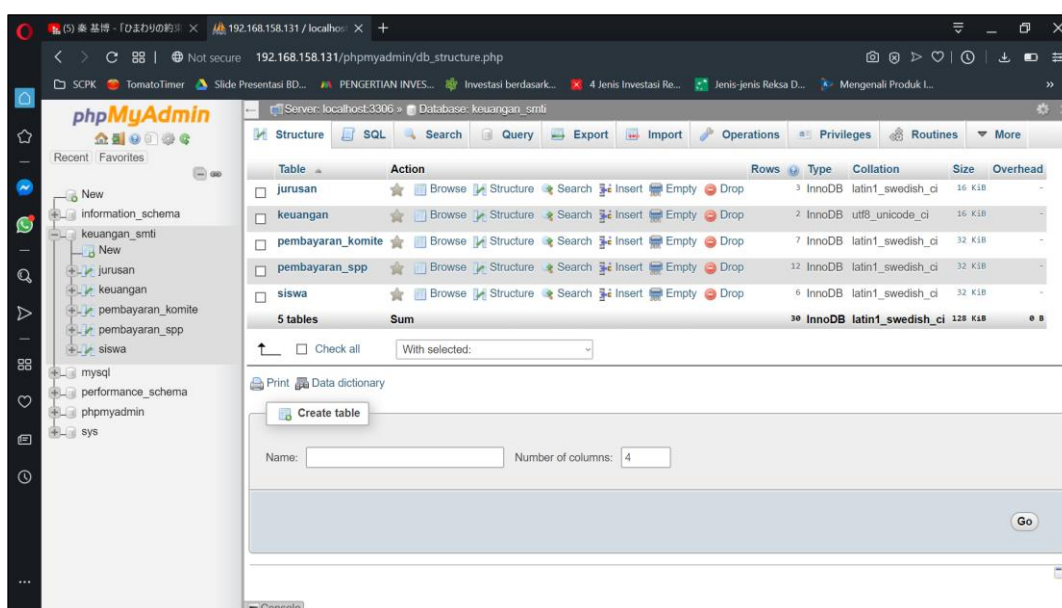 (5) 秦 基博 - 「ひまわりの約束
192.168.158.131 / localhost
Not secure 192.168.158.131/phpmyadmin/db_structure.php
SCPK TomatoTimer Slide Presentasi BD... PENGERTIAN INVES... Investasi berdasark... 4 Jenis Investasi Re... Jenis-jenis Reksa D... Mengenali Produk I... »
phpMyAdmin
Recent Favorites
New
information_schema
keuangan_smti
New
jurusan
keuangan
pembayaran_komite
pembayaran_spp
siswa
mysql
performance_schema
phpmyadmin
sys
Server: localhost:3306 » Database: keuangan_smti
Structure SQL Search Query Export Import Operations Privileges Routines More
Table Action Rows Type Collation Size Overhead
jurusan Browse Structure Search Insert Empty Drop 3 InnoDB latin1_swedish_ci 16 KiB -
keuangan Browse Structure Search Insert Empty Drop 2 InnoDB utf8_unicode_ci 16 KiB -
pembayaran_komite Browse Structure Search Insert Empty Drop 7 InnoDB latin1_swedish_ci 32 KiB -
pembayaran_spp Browse Structure Search Insert Empty Drop 12 InnoDB latin1_swedish_ci 32 KiB -
siswa Browse Structure Search Insert Empty Drop 6 InnoDB latin1_swedish_ci 32 KiB -
5 tables Sum 30 InnoDB latin1_swedish_ci 128 KiB 0 B
Check all With selected:
Print Data dictionary
Create table
Name: Number of columns: 4
Go
Console